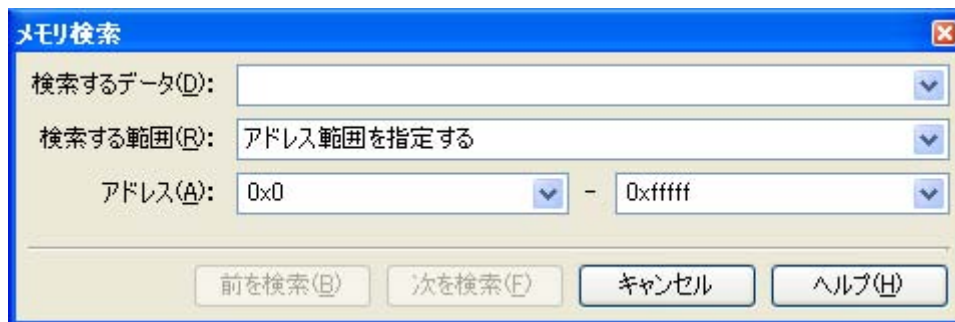 メモリ検索
検索するデータ(D):
検索する範囲(R): アドレス範囲を指定する
アドレス(A): 0x0 - 0xfffff
前を検索(B) 次を検索(F) キャンセル ヘルプ(H)